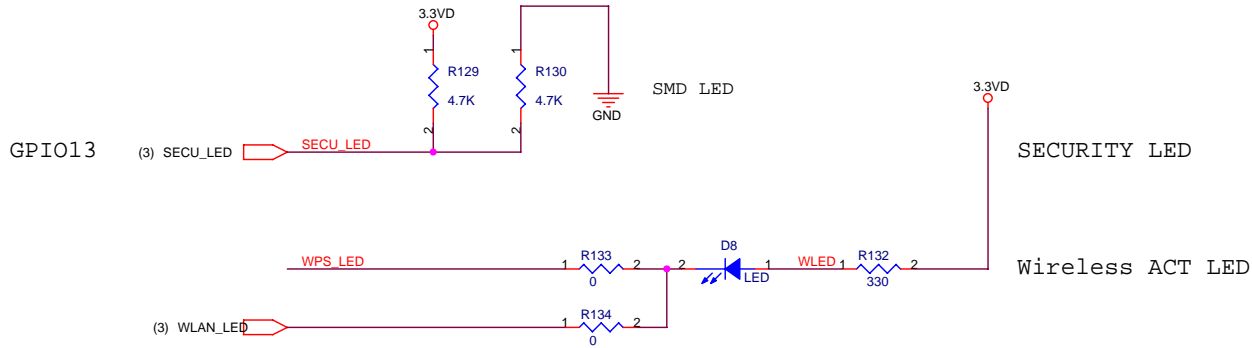 3.3VD
1
R129
4.7K
2
1
R130
4.7K
2
GND
SMD LED
3.3VD
GPIO13
(3) SECU_LED
SECU_LED
SECURITY LED
WPS_LED
1
R133
2
0
2
D8
1
LED
WLED
1
R132
2
330
Wireless ACT LED
(3) WLAN_LED
1
R134
2
0